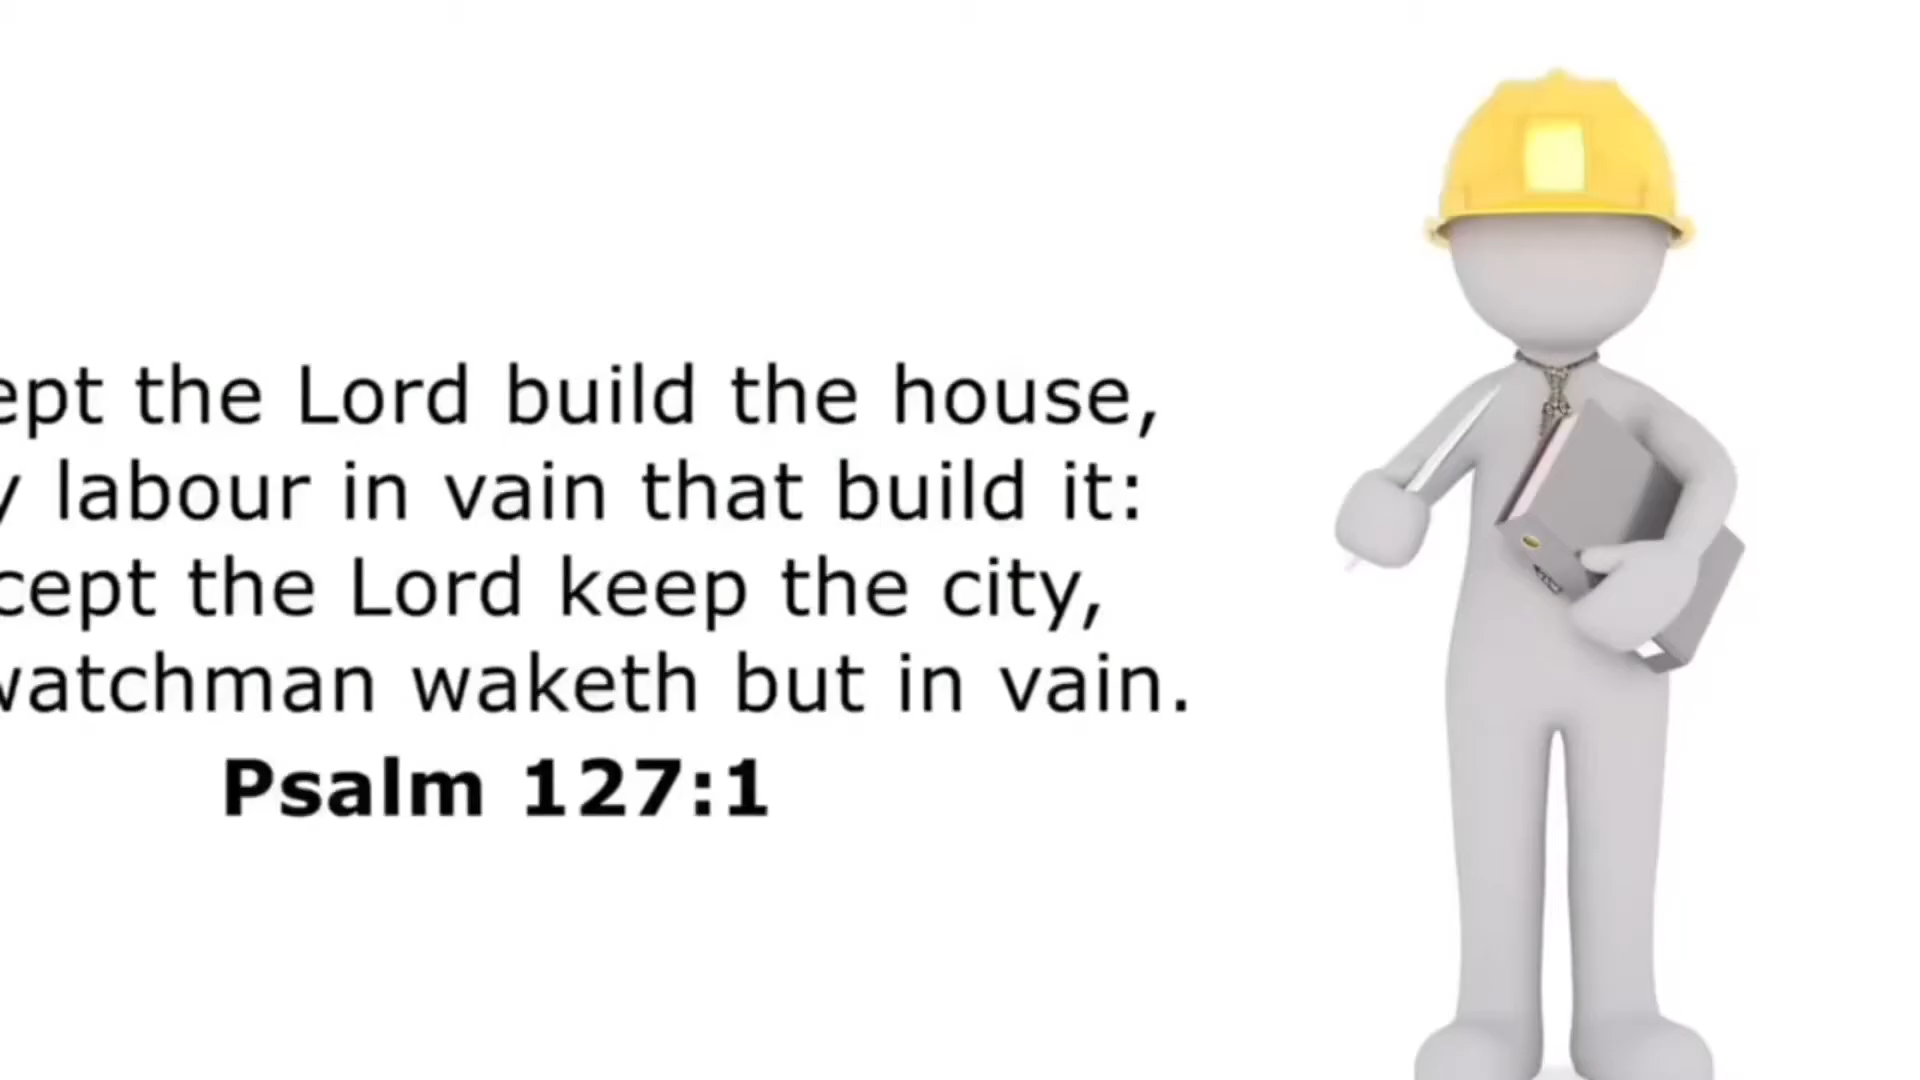 ept the Lord build the house,
y labour in vain that build it:
cept the Lord keep the city,
watchman waketh but in vain.
Psalm 127:1